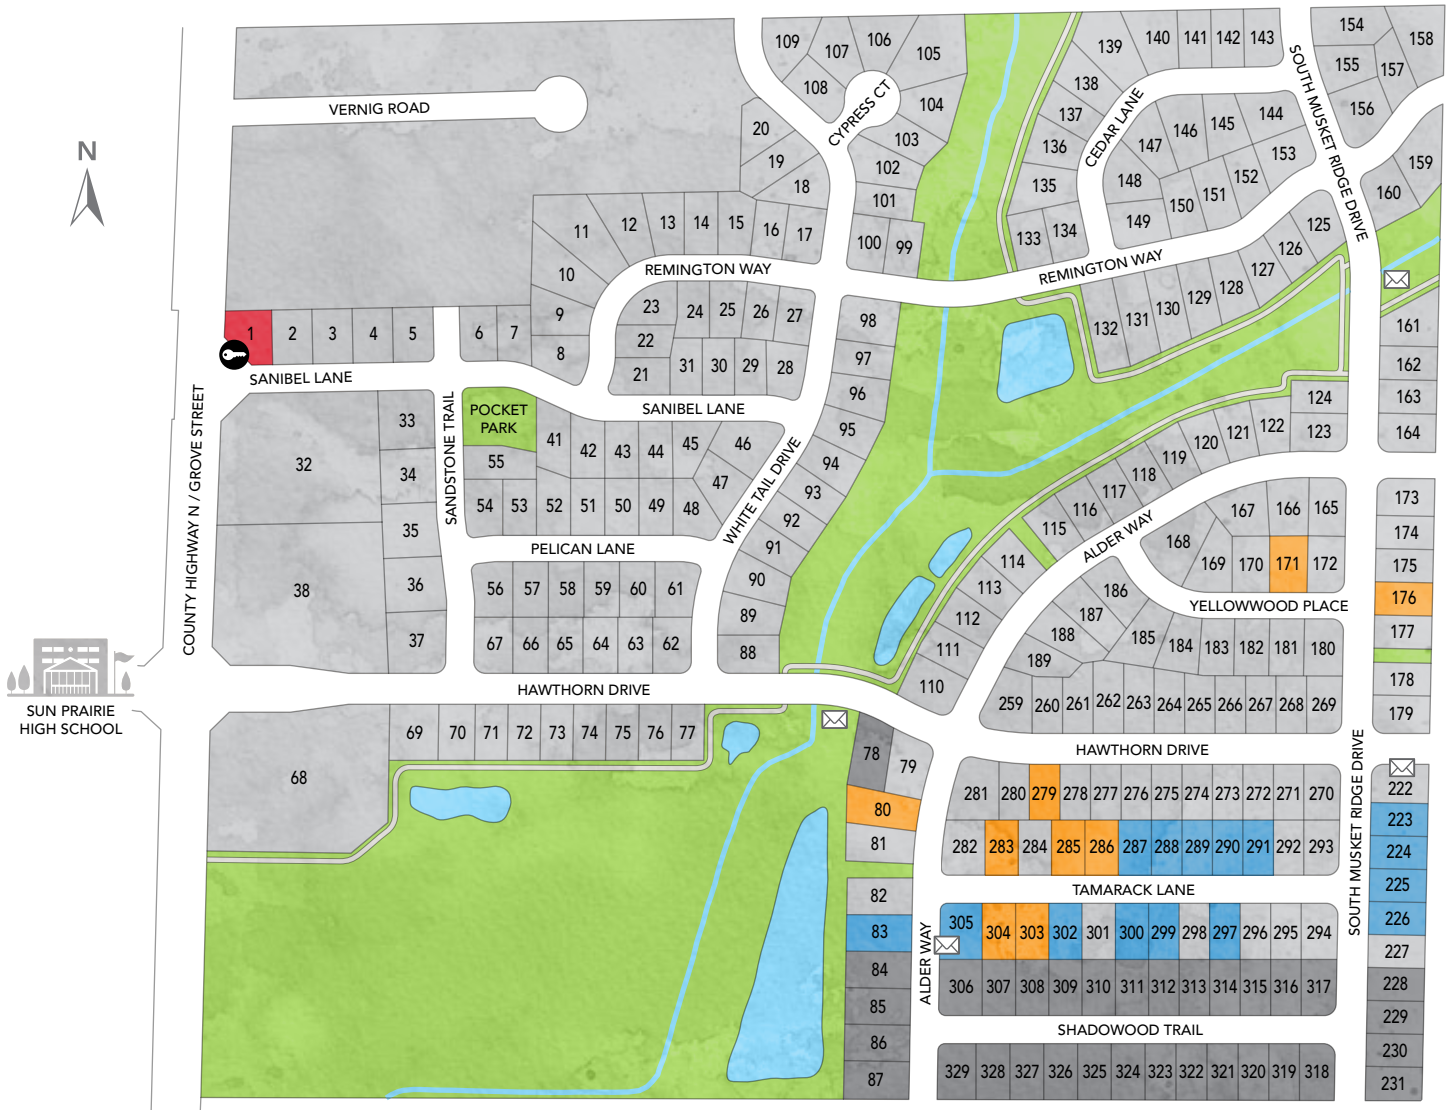 109 107 106 105
108
104
103
102
101
100 99
CYPRESS CT
139 140 141 142 143
138
137
136
135
133 134
CEDAR LANE
144
145
146
147
148
149
150 151 152 153
SOUTH MUSKET RIDGE DRIVE
154 158
155 157
156
159
160
VERNIG ROAD
N
20
19
18
11 12 13 14 15 16 17
10
9
8
REMINGTON WAY
REMINGTON WAY
125
126
127
128
129
130
131
132
23 24 25 26 27
22
21 31 30 29 28
1 2 3 4 5 6 7
SANIBEL LANE
SANIBEL LANE
98
97
96
95
94
93
92
91
90
89
88
161
162
163
164
124
123
122
121
120
119
118
117
116
115
COUNTY HIGHWAY N / GROVE STREET
SANDSTONE TRAIL
POCKET
PARK
32
33
34
35
36
37
38
41 42 43 44 45 46
47
55
54 53 52 51 50 49 48
WHITE TAIL DRIVE
PELICAN LANE
56 57 58 59 60 61
67 66 65 64 63 62
ALDER WAY
114
113
112
111
110
167 166 165
168
169 170 171 172
YELLOWWOOD PLACE
186
187
188
189
185 184 183 182 181 180
259 260 261 262 263 264 265 266 267 268 269
173
174
175
176
177
178
179
SUN PRAIRIE
HIGH SCHOOL
HAWTHORN DRIVE
HAWTHORN DRIVE
68
69 70 71 72 73 74 75 76 77
78 79
80
81
82
83
84
85
86
87
ALDER WAY
281 280 279 278 277 276 275 274 273 272 271 270
282 283 284 285 286 287 288 289 290 291 292 293
TAMARACK LANE
305 304 303 302 301 300 299 298 297 296 295 294
306 307 308 309 310 311 312 313 314 315 316 317
SHADOWOOD TRAIL
329 328 327 326 325 324 323 322 321 320 319 318
SOUTH MUSKET RIDGE DRIVE
222
223
224
225
226
227
228
229
230
231